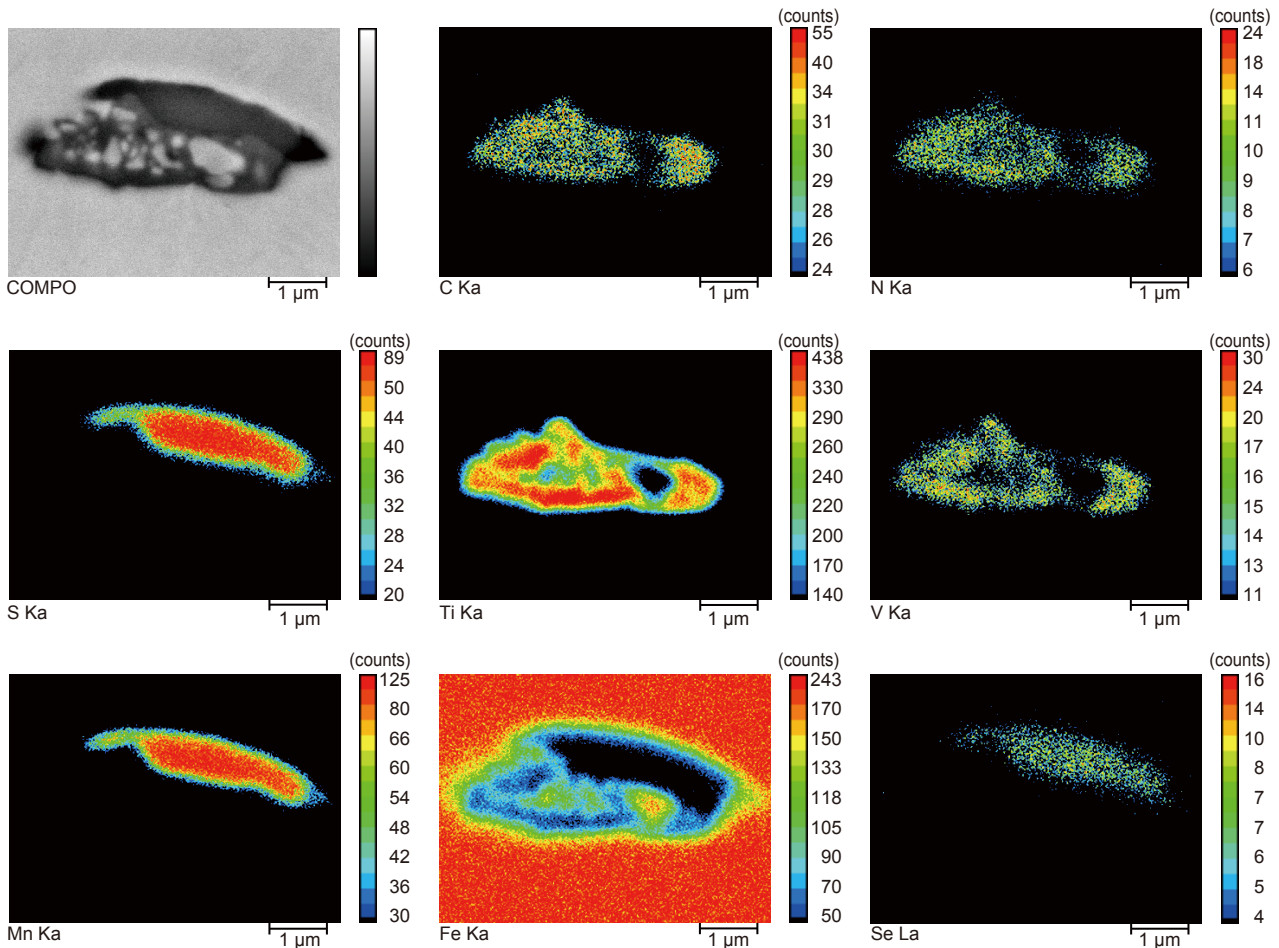 COMPO
1 µm
(counts)
55
40
34
31
30
29
28
26
24
C Ka
1 µm
(counts)
24
18
14
11
10
9
8
7
6
N Ka
1 µm
(counts)
89
50
44
40
36
32
28
24
20
S Ka
1 µm
(counts)
438
330
290
260
240
220
200
170
140
Ti Ka
1 µm
(counts)
30
24
20
17
16
15
14
13
11
V Ka
1 µm
(counts)
125
80
66
60
54
48
42
36
30
Mn Ka
1 µm
(counts)
243
170
150
133
118
105
90
70
50
Fe Ka
1 µm
(counts)
16
14
10
8
7
6
5
5
4
Se La
1 µm